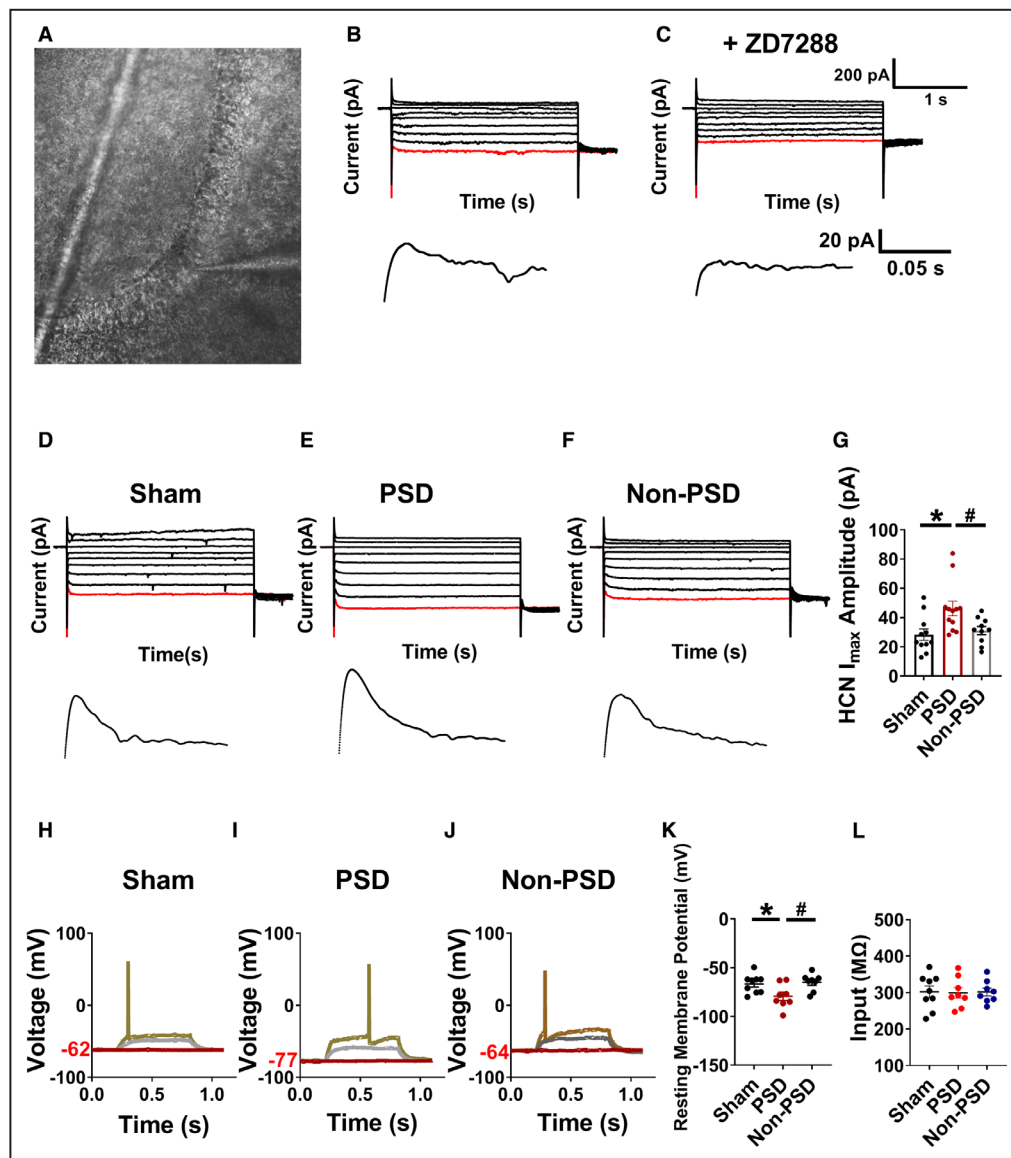 A
B
C
+ ZD7288
200 pA
1 s
Current (pA)
Time (s)
Current (pA)
Time (s)
20 pA
0.05 s
D
E
F
G
Sham
PSD
Non-PSD
Current (pA)
Time(s)
Current (pA)
Time (s)
Current (pA)
Time (s)
HCN Imax Amplitude (pA)
100
80
60
40
20
0
*
#
Sham
PSD
Non-PSD
H
I
J
K
L
Sham
PSD
Non-PSD
Voltage (mV)
100
0
-62
-100
0.0 0.5 1.0
Time (s)
Voltage (mV)
100
0
-77
-100
0.0 0.5 1.0
Time (s)
Voltage (mV)
100
0
-64
-100
0.0 0.5 1.0
Time (s)
Resting Membrane Potential (mV)
0
-50
-100
-150
*
#
Sham
PSD
Non-PSD
Input (MΩ)
500
400
300
200
100
Sham
PSD
Non-PSD